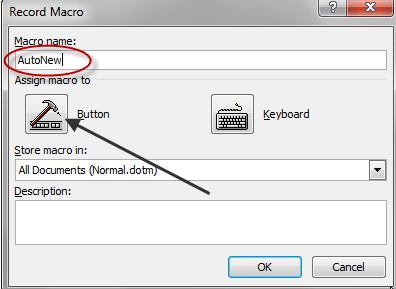 Record Macro
?
Macro name:
AutoNew
Assign macro to
Button
Keyboard
Store macro in:
All Documents (Normal.dotm)
Description:
OK
Cancel